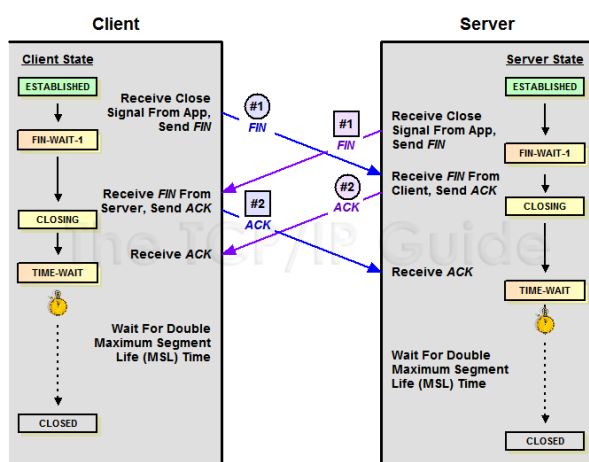 Client
Server
Client State
Server State
ESTABLISHED
ESTABLISHED
Receive Close
Signal From App,
Send FIN
#1
FIN
#1
FIN
Receive Close
Signal From App,
Send FIN
FIN-WAIT-1
FIN-WAIT-1
Receive FIN From
Server, Send ACK
#2
ACK
#2
ACK
Receive FIN From
Client, Send ACK
CLOSING
CLOSING
The TCP/IP Guide
Receive ACK
Receive ACK
TIME-WAIT
TIME-WAIT
Wait For Double
Maximum Segment
Life (MSL) Time
Wait For Double
Maximum Segment
Life (MSL) Time
CLOSED
CLOSED